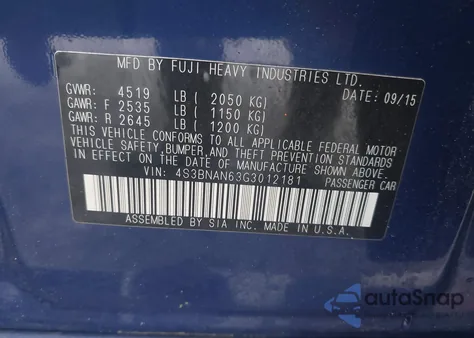 MFD BY FUJI HEAVY INDUSTRIES LTD.
GVWR: 4519 LB ( 2050 KG) DATE: 09/15
GAWR: F 2535 LB ( 1150 KG)
GAWR: R 2645 LB ( 1200 KG)
THIS VEHICLE CONFORMS TO ALL APPLICABLE FEDERAL MOTOR
VEHICLE SAFETY, BUMPER, AND THEFT PREVENTION STANDARDS
IN EFFECT ON THE DATE OF MANUFACTURE SHOWN ABOVE.
VIN: 4S3BNAN63G3012181 PASSENGER CAR
ASSEMBLED BY SIA INC. MADE IN U.S.A.
autoSnap